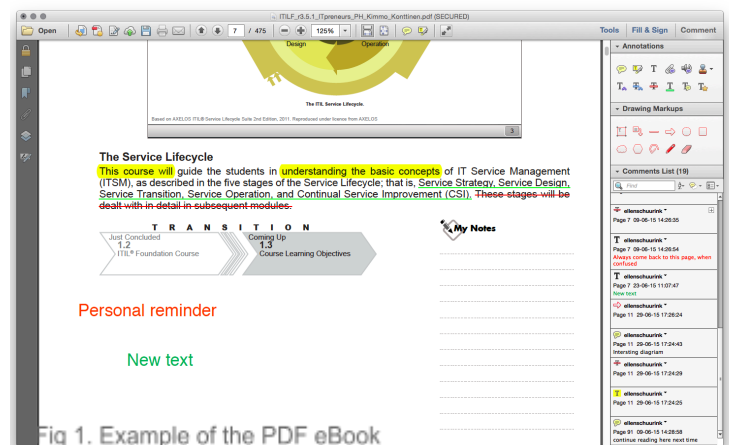 ITILF_r3.5.1_ITpreneurs_PH_Kimmo_Konttinen.pdf (SECURED)
Open
7 / 475
125%
Tools Fill & Sign Comment
Design Operation
The ITIL Service Lifecycle.
Based on AXELOS ITIL® Service Lifecycle Suite 2nd Edition, 2011. Reproduced under licence from AXELOS
3
The Service Lifecycle
This course will guide the students in understanding the basic concepts of IT Service Management
(ITSM), as described in the five stages of the Service Lifecycle; that is, Service Strategy, Service Design,
Service Transition, Service Operation, and Continual Service Improvement (CSI). These stages will be
dealt with in detail in subsequent modules.
TRANSITION
Just Concluded
1.2
ITIL® Foundation Course
Coming Up
1.3
Course Learning Objectives
My Notes
Personal reminder
New text
Fig 1. Example of the PDF eBook
Annotations
Drawing Markups
Comments List (19)
Find
ellenschuurink
Page 7 09-06-15 14:26:35
ellenschuurink
Page 7 09-06-15 14:26:54
Always come back to this page, when
confused
ellenschuurink
Page 7 23-06-15 11:07:47
New text
ellenschuurink
Page 11 29-06-15 17:26:24
ellenschuurink
Page 11 29-06-15 17:24:43
Intersting diagriam
ellenschuurink
Page 11 29-06-15 17:24:29
ellenschuurink
Page 11 29-06-15 17:24:25
ellenschuurink
Page 91 09-06-15 14:28:58
continue reading here next time